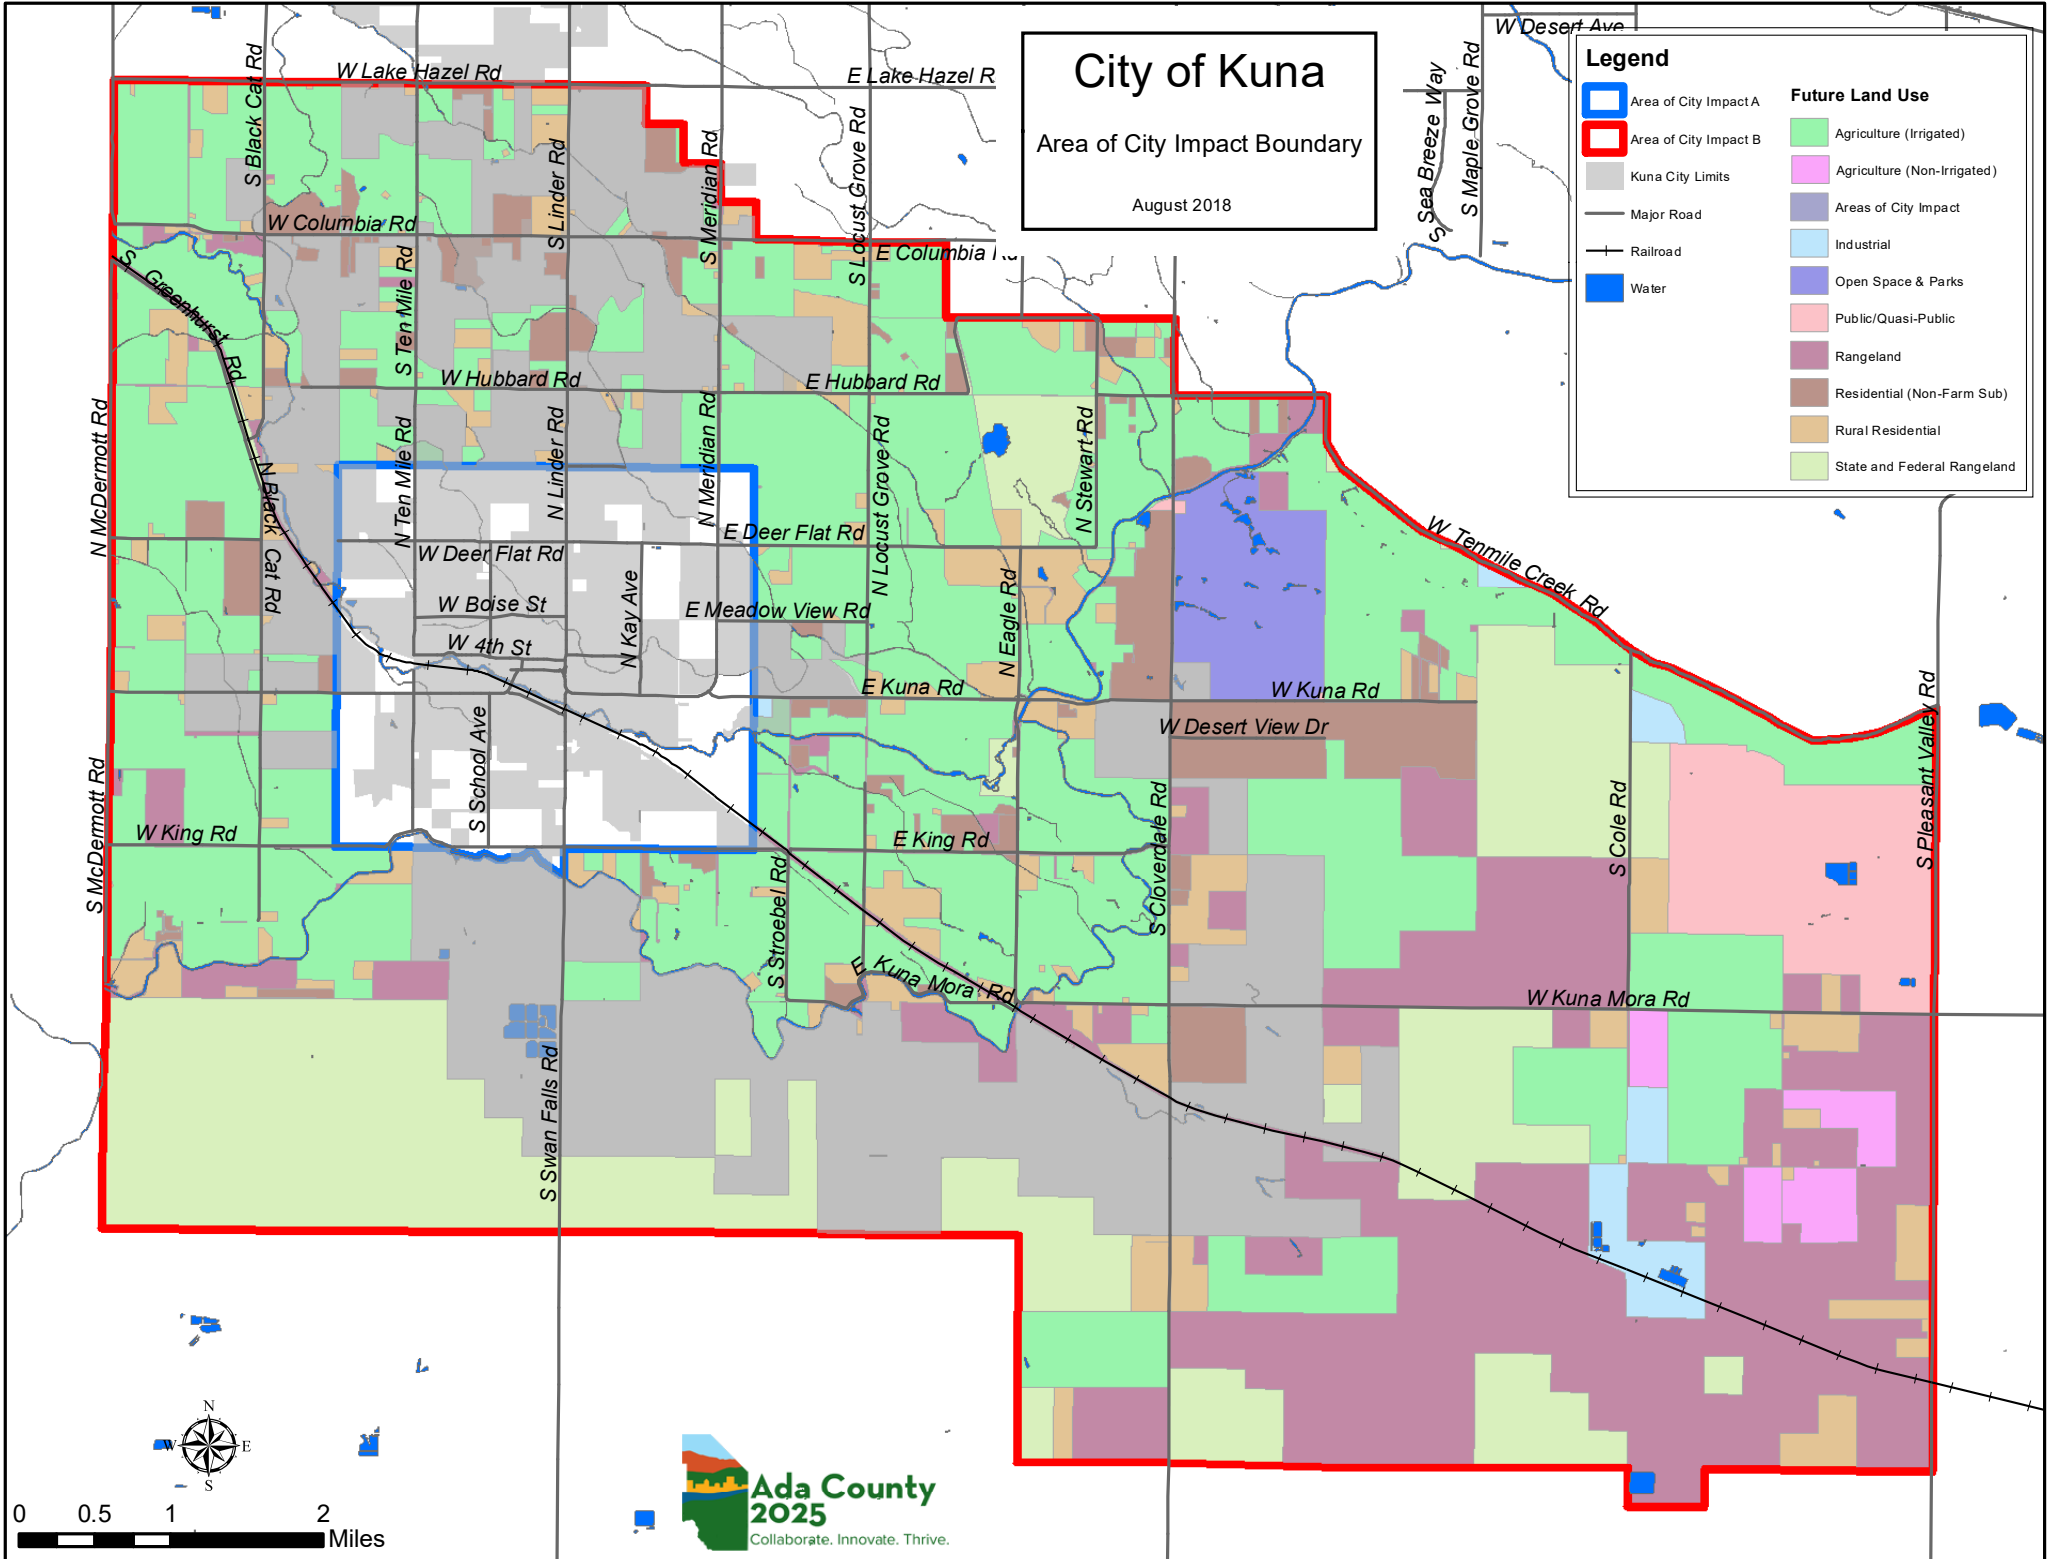 City of Kuna
Area of City Impact Boundary
August 2018
Legend
Area of City Impact A
Area of City Impact B
Kuna City Limits
Major Road
Railroad
Water
Future Land Use
Agriculture (Irrigated)
Agriculture (Non-Irrigated)
Areas of City Impact
Industrial
Open Space & Parks
Public/Quasi-Public
Rangeland
Residential (Non-Farm Sub)
Rural Residential
State and Federal Rangeland
W Desert Ave
S Sea Breeze Way
S Maple Grove Rd
W Lake Hazel Rd
E Lake Hazel R
S Black Cat Rd
S Linder Rd
S Meridian Rd
S Locust Grove Rd
W Columbia Rd
E Columbia Rd
S Greenhurst Rd
S Ten Mile Rd
W Hubbard Rd
E Hubbard Rd
N McDermott Rd
N Black Cat Rd
N Ten Mile Rd
N Linder Rd
N Meridian Rd
N Locust Grove Rd
N Stewart Rd
W Deer Flat Rd
E Deer Flat Rd
W Tenmile Creek Rd
W Boise St
N Kay Ave
E Meadow View Rd
N Eagle Rd
W 4th St
E Kuna Rd
W Kuna Rd
W Desert View Dr
S School Ave
S McDermott Rd
W King Rd
E King Rd
S Cloverdale Rd
S Cole Rd
S Pleasant Valley Rd
S Stroebel Rd
E Kuna Mora Rd
W Kuna Mora Rd
S Swan Falls Rd
N
W
E
S
0 0.5 1 2
Miles
Ada County
2025
Collaborate. Innovate. Thrive.